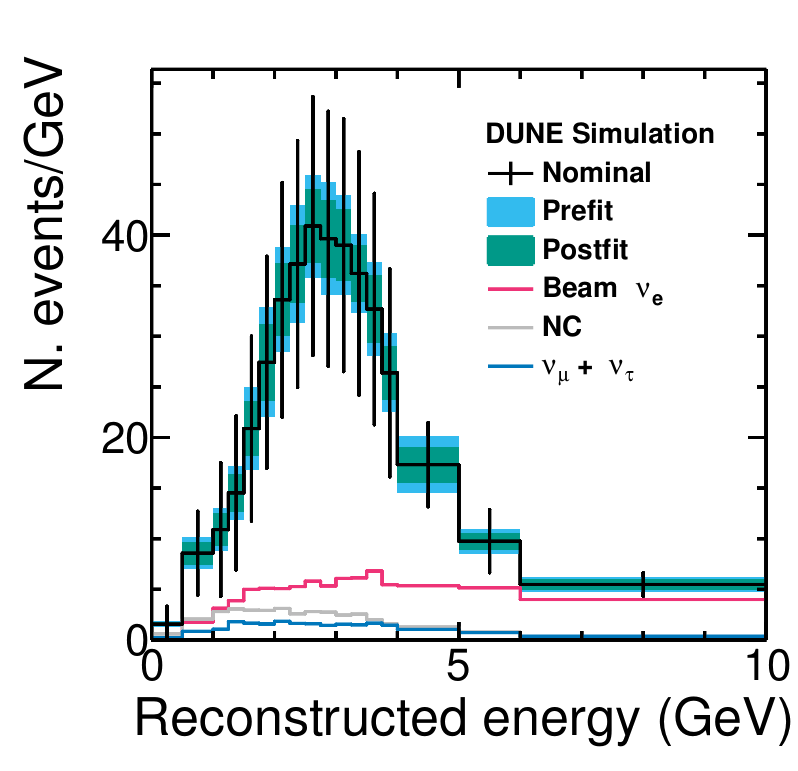 N. events/GeV
DUNE Simulation
Nominal
Prefit
Postfit
Beam νe
NC
νμ + ντ
40
20
0
0 5 10
Reconstructed energy (GeV)